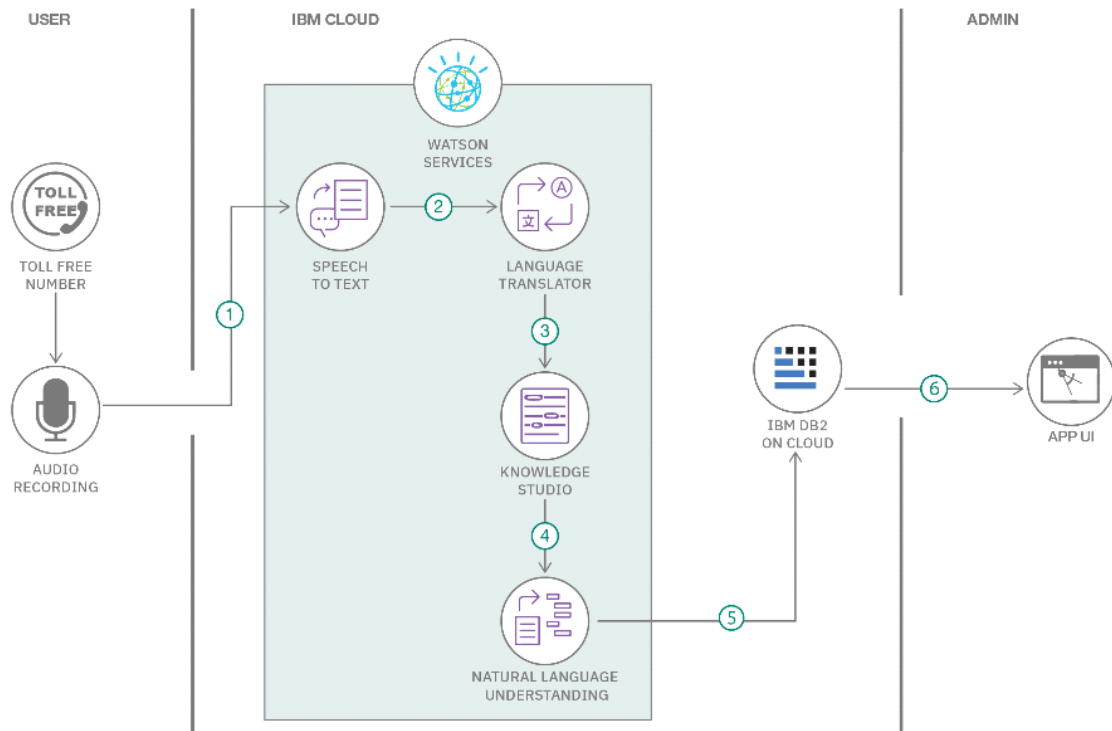 USER
IBM CLOUD
ADMIN
WATSON
SERVICES
TOLL
FREE
TOLL FREE
NUMBER
1
SPEECH
TO TEXT
2
A
文
LANGUAGE
TRANSLATOR
3
AUDIO
RECORDING
KNOWLEDGE
STUDIO
4
NATURAL LANGUAGE
UNDERSTANDING
5
IBM DB2
ON CLOUD
6
APP UI